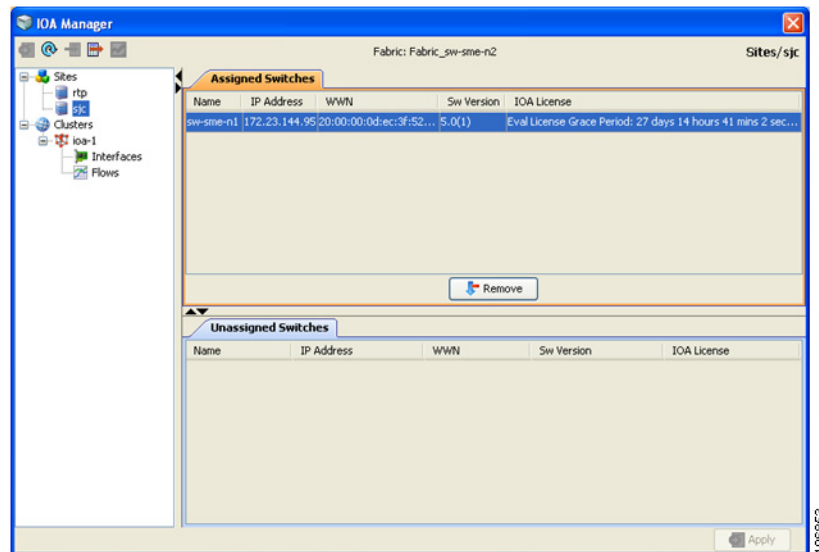 IOA Manager
Fabric: Fabric_sw-sme-n2
Sites/sjc
Sites
rtp
sjc
Clusters
ioa-1
Interfaces
Flows
Assigned Switches
Name IP Address WWN Sw Version IOA License
sw-sme-n1 172.23.144.95 20:00:00:0d:ec:3f:52... 5.0(1) Eval License Grace Period: 27 days 14 hours 41 mins 2 sec...
Remove
Unassigned Switches
Name IP Address WWN Sw Version IOA License
Apply